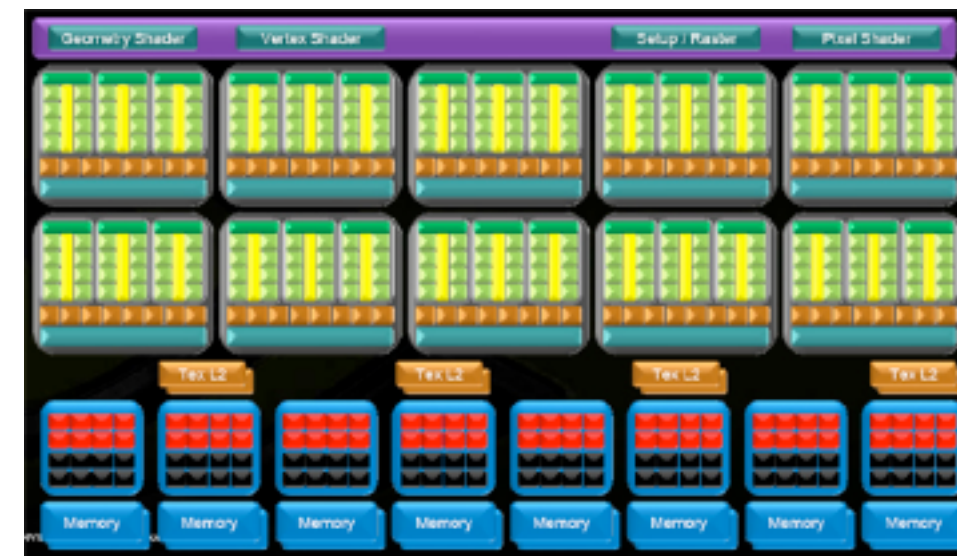 Geometry Shader Vertex Shader Setup / Raster Pixel Shader
Tex L2 Tex L2 Tex L2 Tex L2
Memory Memory Memory Memory Memory Memory Memory Memory